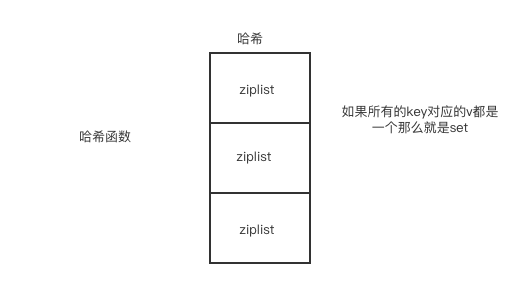 哈希
ziplist
如果所有的key对应的v都是
一个那么就是set
哈希函数
ziplist
ziplist